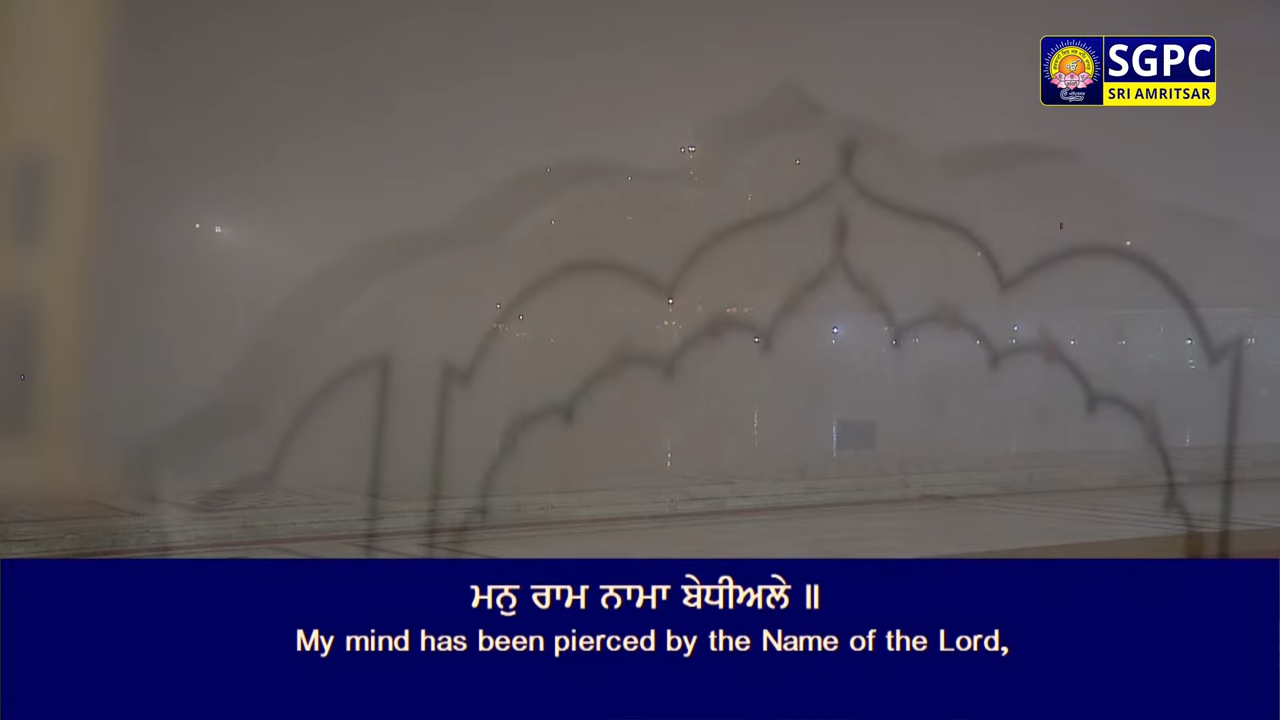 SGPC
SRI AMRITSAR
ਮਨੁ ਰਾਮ ਨਾਮਾ ਬੇਧੀਅਲੇ ॥
My mind has been pierced by the Name of the Lord,